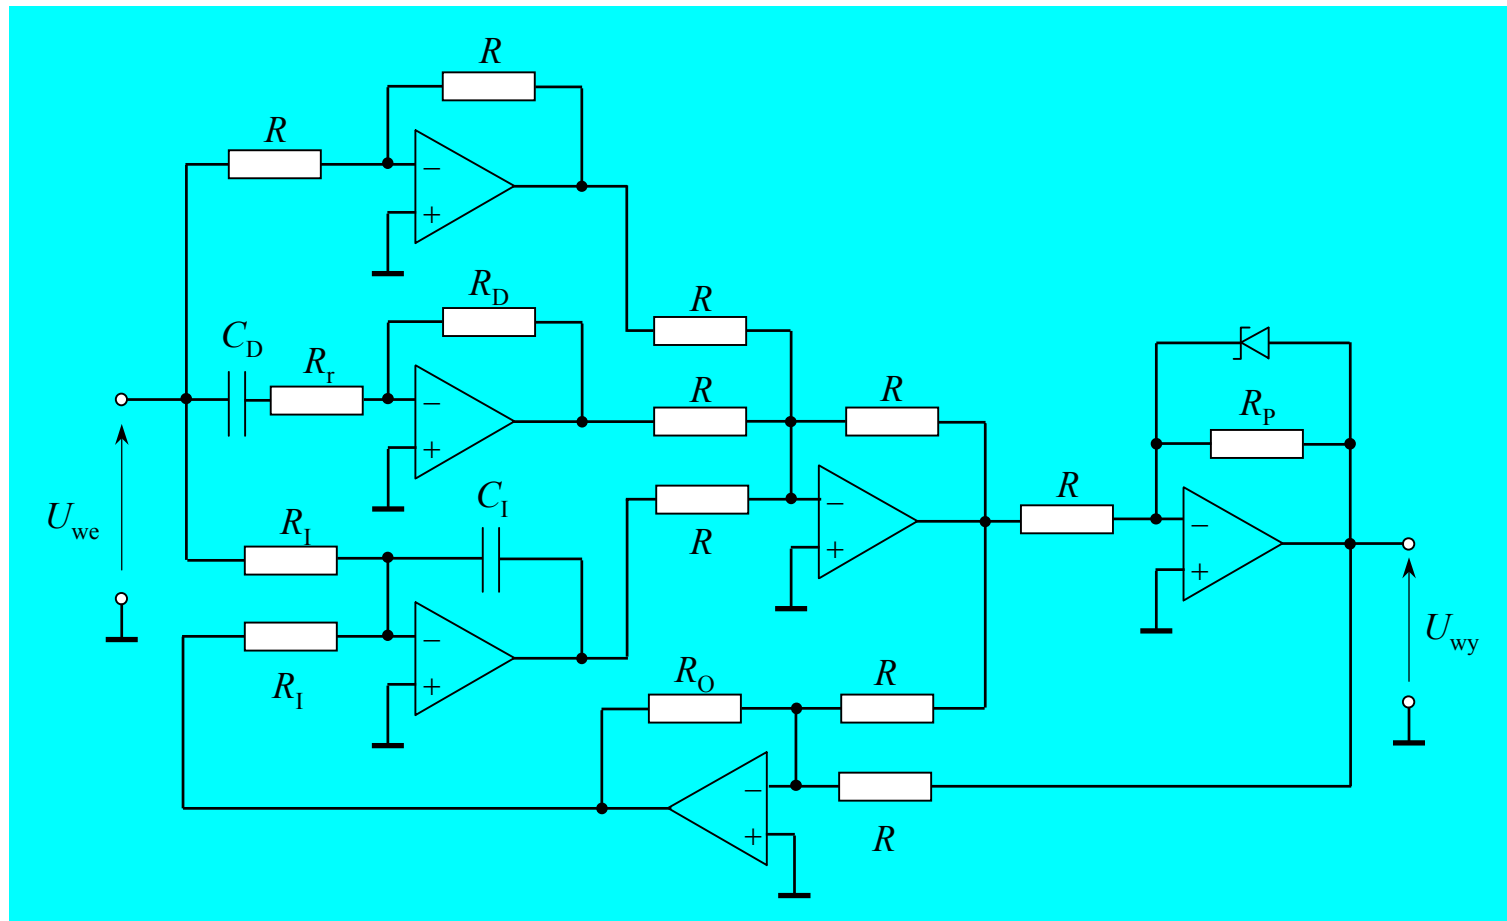 R
R
−
+
R_D
C_D
R_r
R
−
+
R
R
R_P
C_I
R
R
U_we
R_I
−
+
R
−
+
R_I
−
+
U_wy
R_O
R
−
+
R